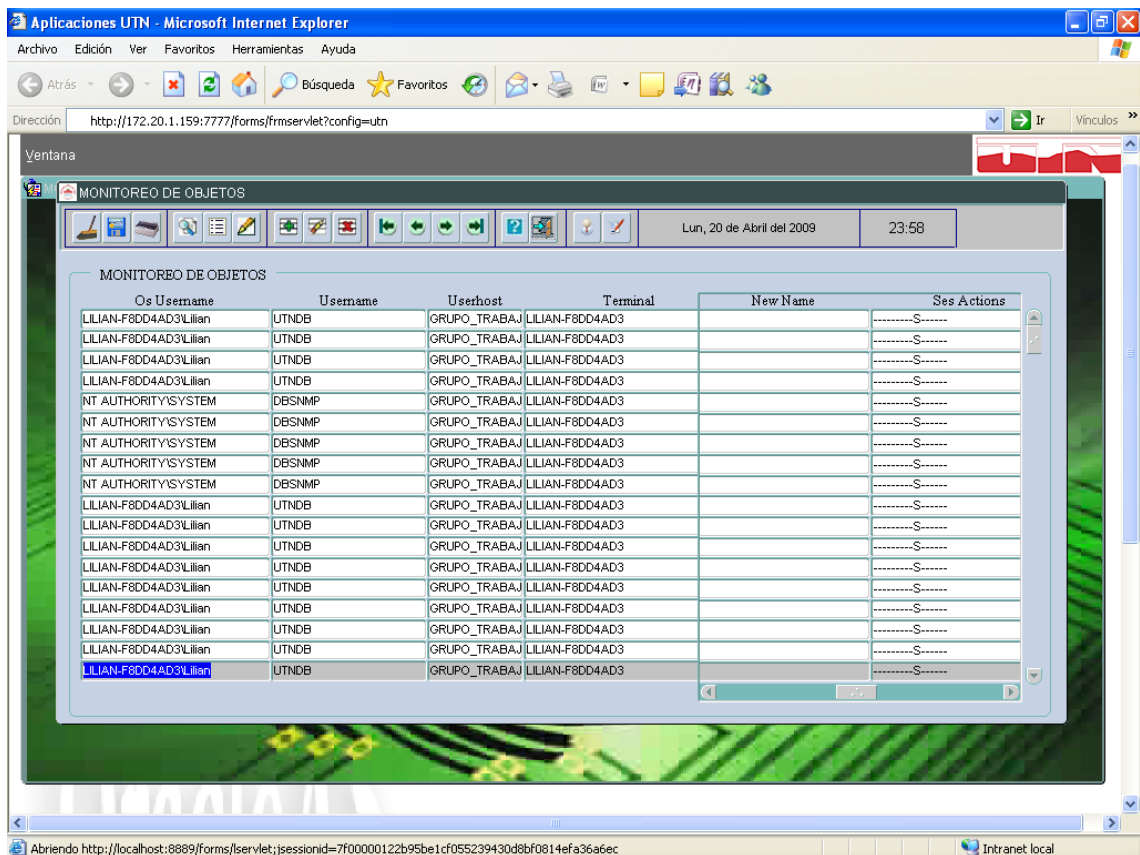 Aplicaciones UTN - Microsoft Internet Explorer
Archivo Edición Ver Favoritos Herramientas Ayuda
Atrás Búsqueda Favoritos
Dirección http://172.20.1.159:7777/forms/frmservlet?config=utn Ir Vínculos »
Ventana
MONITOREO DE OBJETOS
Lun, 20 de Abril del 2009 23:58
MONITOREO DE OBJETOS
Os Username Username Userhost Terminal New Name Ses Actions
LILIAN-F8DD4AD3\Lilian UTNDB GRUPO_TRABAJ LILIAN-F8DD4AD3 ---------S------
LILIAN-F8DD4AD3\Lilian UTNDB GRUPO_TRABAJ LILIAN-F8DD4AD3 ---------S------
LILIAN-F8DD4AD3\Lilian UTNDB GRUPO_TRABAJ LILIAN-F8DD4AD3 ---------S------
LILIAN-F8DD4AD3\Lilian UTNDB GRUPO_TRABAJ LILIAN-F8DD4AD3 ---------S------
NT AUTHORITY\SYSTEM DBSNMP GRUPO_TRABAJ LILIAN-F8DD4AD3 ---------S------
NT AUTHORITY\SYSTEM DBSNMP GRUPO_TRABAJ LILIAN-F8DD4AD3 ---------S------
NT AUTHORITY\SYSTEM DBSNMP GRUPO_TRABAJ LILIAN-F8DD4AD3 ---------S------
NT AUTHORITY\SYSTEM DBSNMP GRUPO_TRABAJ LILIAN-F8DD4AD3 ---------S------
NT AUTHORITY\SYSTEM DBSNMP GRUPO_TRABAJ LILIAN-F8DD4AD3 ---------S------
LILIAN-F8DD4AD3\Lilian UTNDB GRUPO_TRABAJ LILIAN-F8DD4AD3 ---------S------
LILIAN-F8DD4AD3\Lilian UTNDB GRUPO_TRABAJ LILIAN-F8DD4AD3 ---------S------
LILIAN-F8DD4AD3\Lilian UTNDB GRUPO_TRABAJ LILIAN-F8DD4AD3 ---------S------
LILIAN-F8DD4AD3\Lilian UTNDB GRUPO_TRABAJ LILIAN-F8DD4AD3 ---------S------
LILIAN-F8DD4AD3\Lilian UTNDB GRUPO_TRABAJ LILIAN-F8DD4AD3 ---------S------
LILIAN-F8DD4AD3\Lilian UTNDB GRUPO_TRABAJ LILIAN-F8DD4AD3 ---------S------
LILIAN-F8DD4AD3\Lilian UTNDB GRUPO_TRABAJ LILIAN-F8DD4AD3 ---------S------
LILIAN-F8DD4AD3\Lilian UTNDB GRUPO_TRABAJ LILIAN-F8DD4AD3 ---------S------
LILIAN-F8DD4AD3\Lilian UTNDB GRUPO_TRABAJ LILIAN-F8DD4AD3 ---------S------
Abriendo http://localhost:8889/forms/lservlet;jsessionid=7f00000122b95be1cf055239430d8bf0814efa36a6ec Intranet local